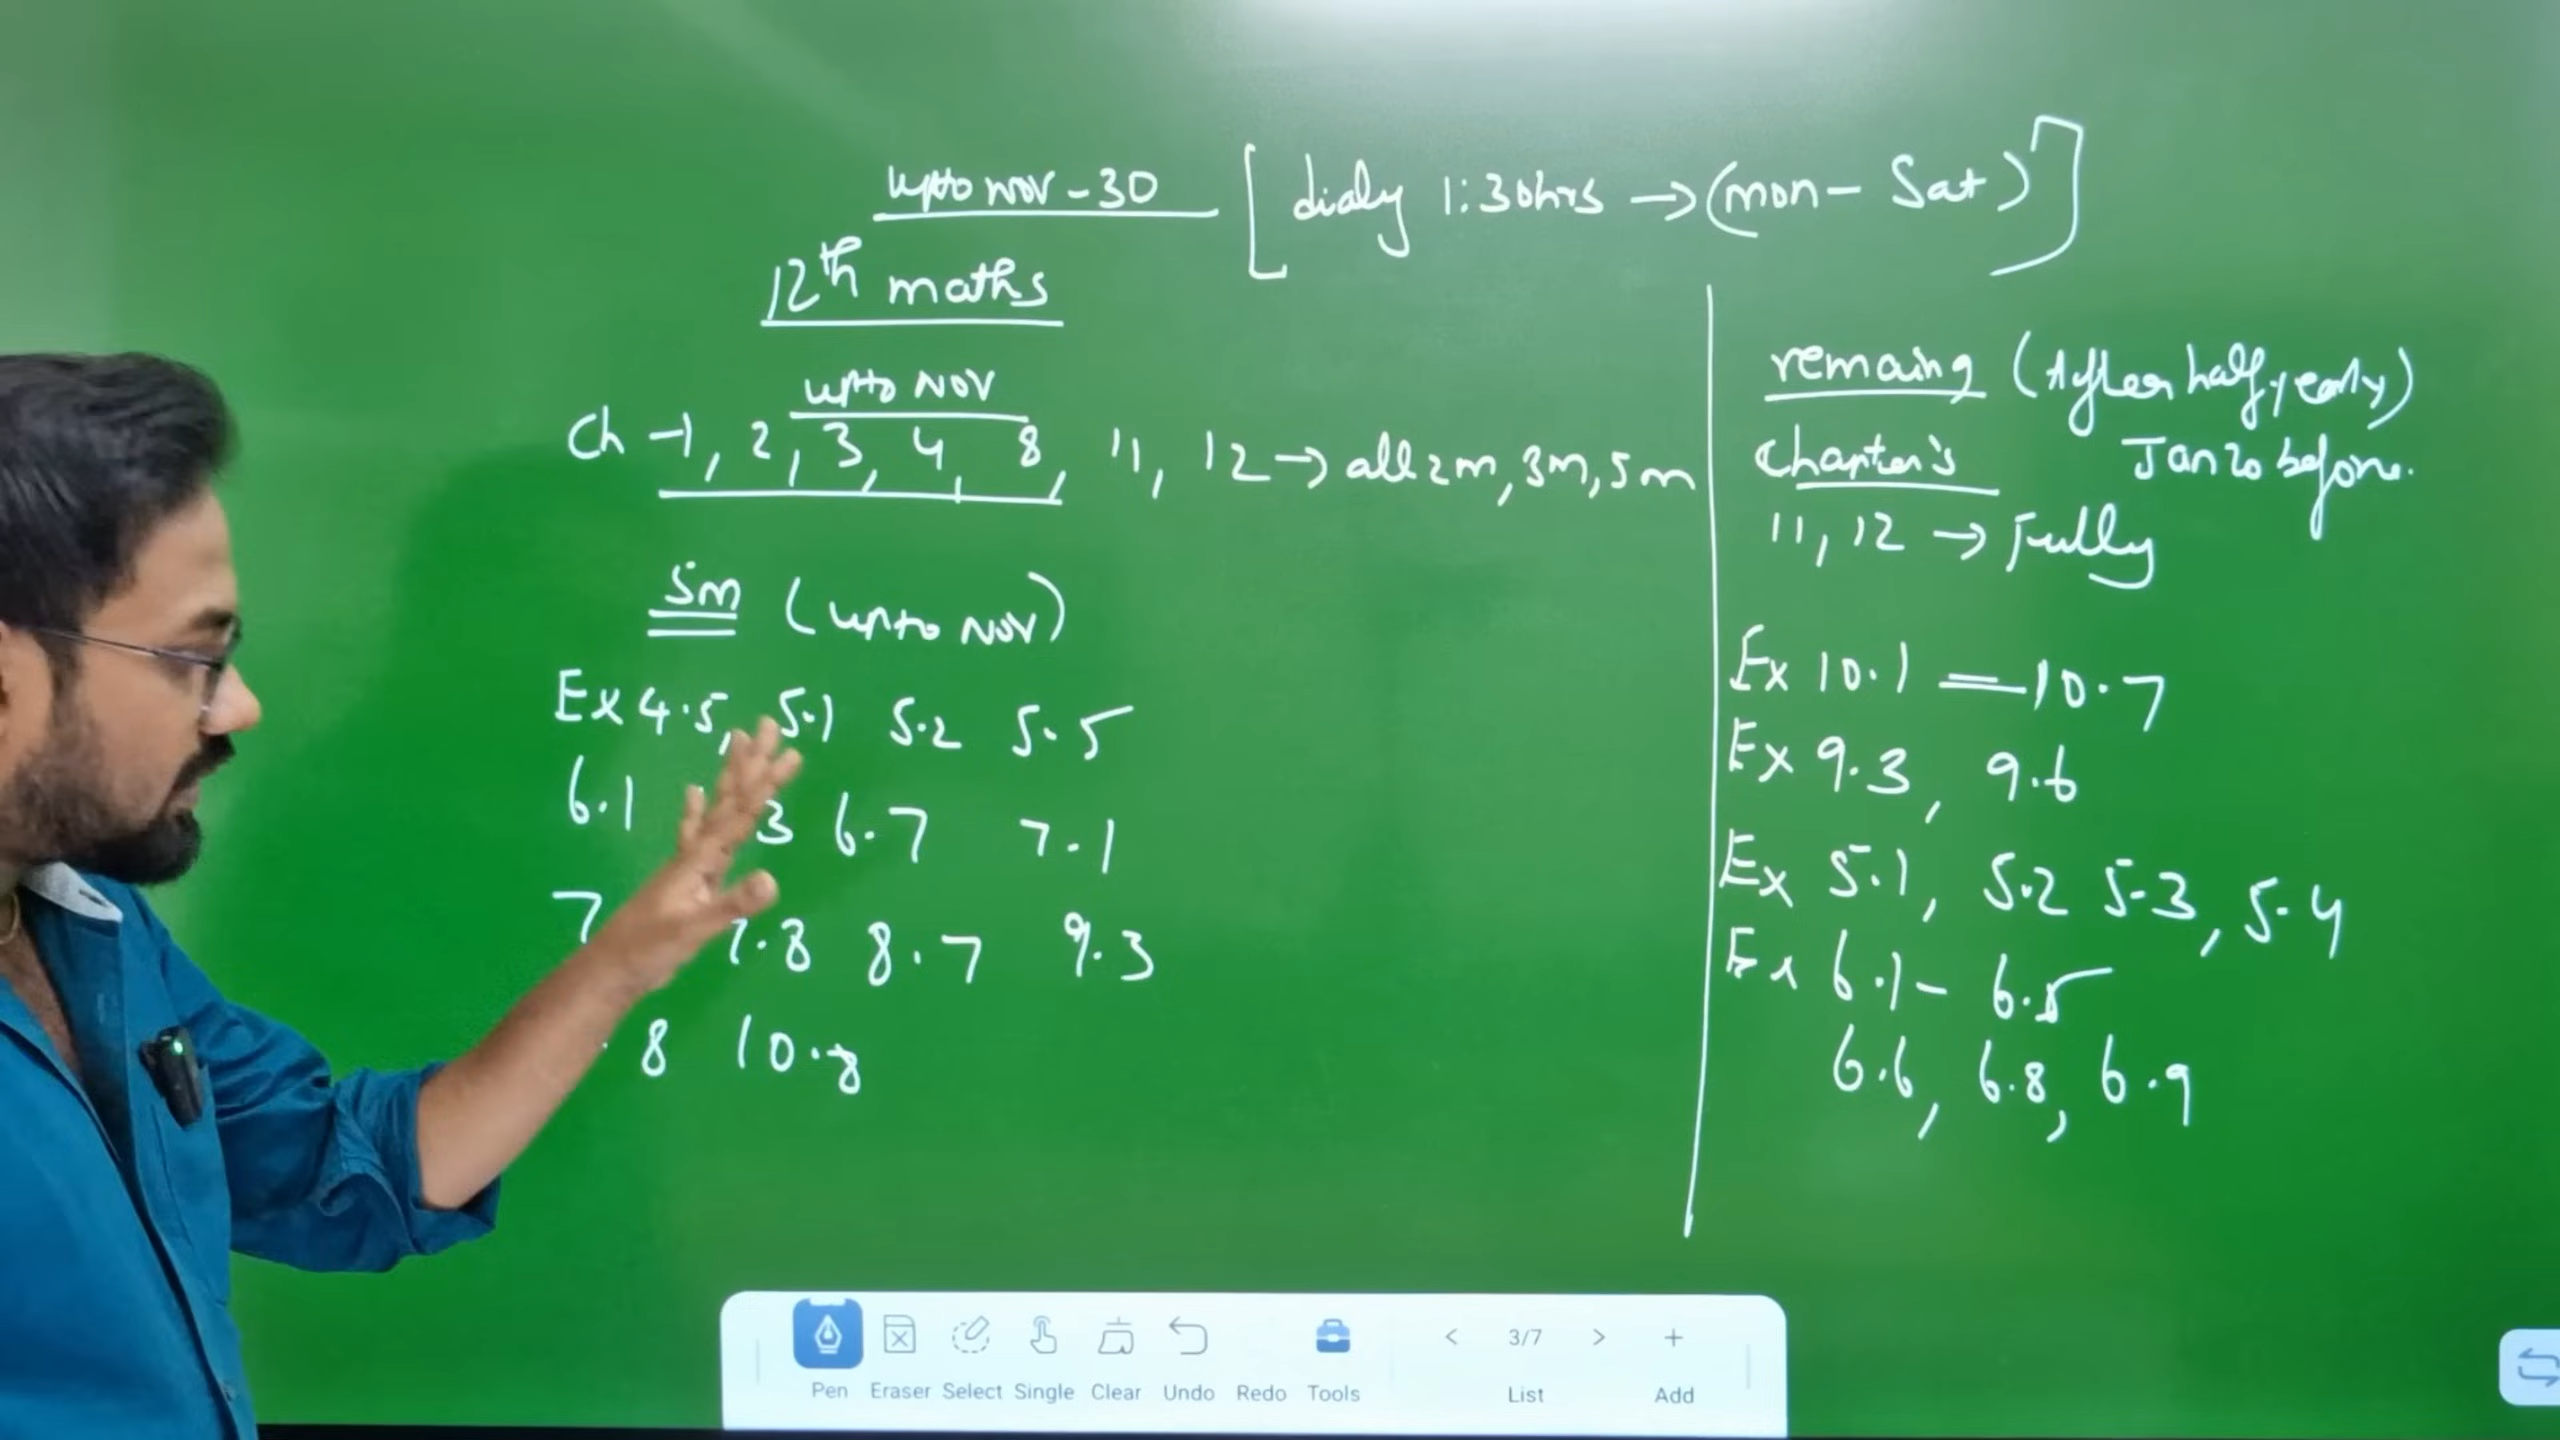 upto NOV - 30 [dialy 1:30hrs → (mon - Sat)]
12th maths
upto NOV
Ch → 1, 2, 3, 4, 8, 11, 12 → all 2m, 3m, 5m
5m (upto NOV)
Ex 4.5, 5.1 5.2 5.5
6.1 3 6.7 7.1
7 7.8 8.7 9.3
.8 10.8
remaing (After half yearly)
chapter's Jan 20 before.
11, 12 → Fully
Ex 10.1 — 10.7
Ex 9.3, 9.6
Ex 5.1, 5.2 5.3, 5.4
Ex 6.1 - 6.5
6.6, 6.8, 6.9
Pen Eraser Select Single Clear Undo Redo Tools < 3/7 > List + Add